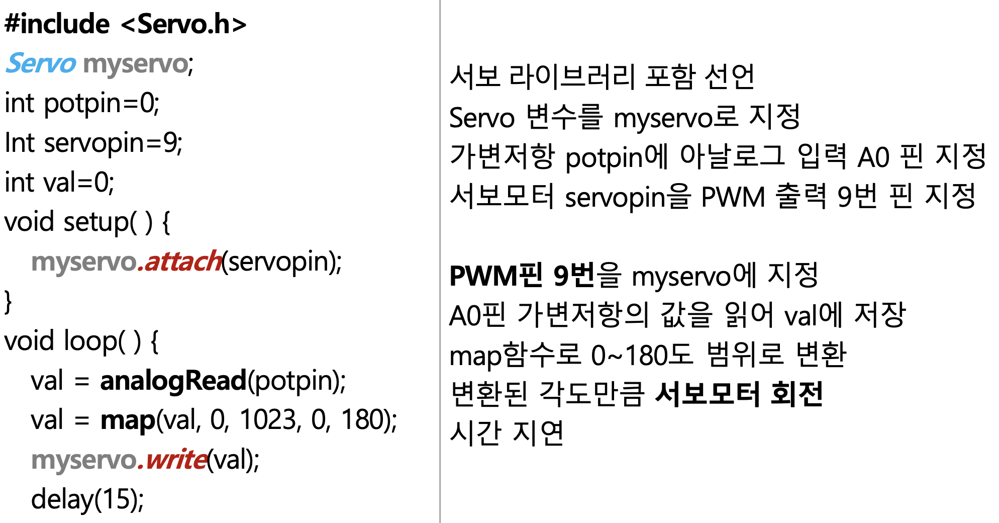 #include <Servo.h>
Servo myservo;
int potpin=0;
Int servopin=9;
int val=0;
void setup( ) {
myservo.attach(servopin);
}
void loop( ) {
val = analogRead(potpin);
val = map(val, 0, 1023, 0, 180);
myservo.write(val);
delay(15);
서보 라이브러리 포함 선언
Servo 변수를 myservo로 지정
가변저항 potpin에 아날로그 입력 A0 핀 지정
서보모터 servopin을 PWM 출력 9번 핀 지정
PWM핀 9번을 myservo에 지정
A0핀 가변저항의 값을 읽어 val에 저장
map함수로 0~180도 범위로 변환
변환된 각도만큼 서보모터 회전
시간 지연